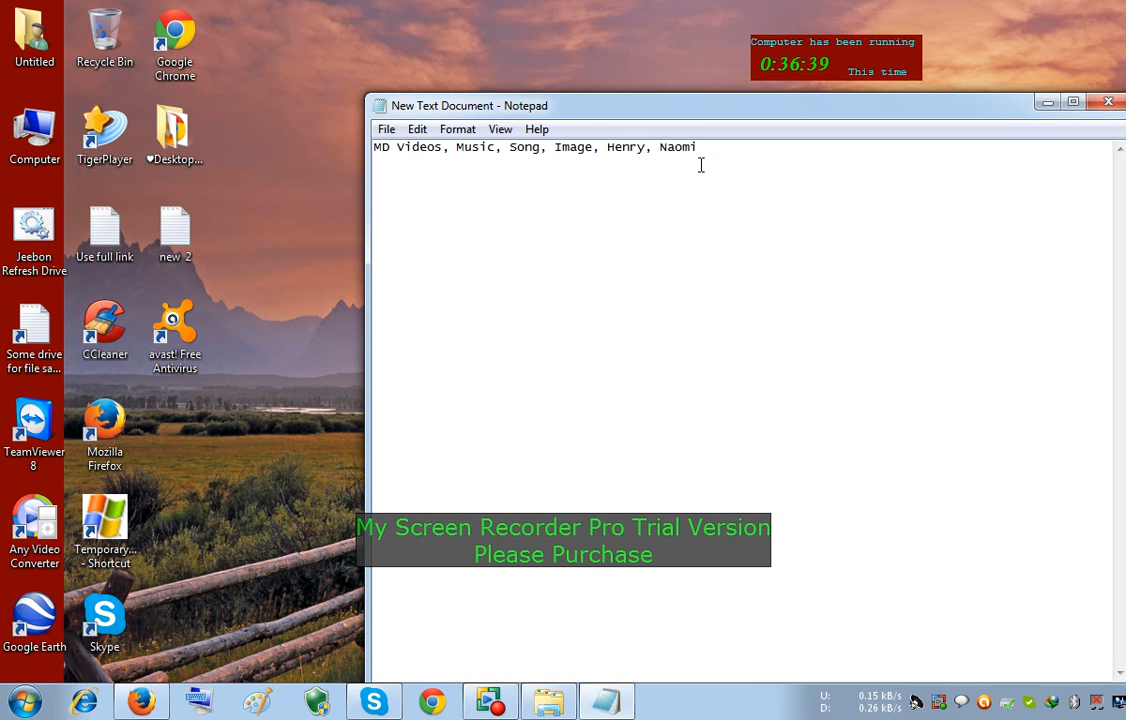 Untitled
Recycle Bin
Google
Chrome
Computer has been running
0:36:39
This time
New Text Document - Notepad
File Edit Format View Help
MD Videos, Music, Song, Image, Henry, Naomi
Computer
TigerPlayer
♥Desktop...
Jeebon
Refresh Drive
Use full link
new 2
Some drive
for file sa...
CCleaner
avast! Free
Antivirus
TeamViewer
8
Mozilla
Firefox
My Screen Recorder Pro Trial Version
Please Purchase
Any Video
Converter
Temporary...
- Shortcut
Google Earth
Skype
U: 0.15 kB/s
D: 0.26 kB/s